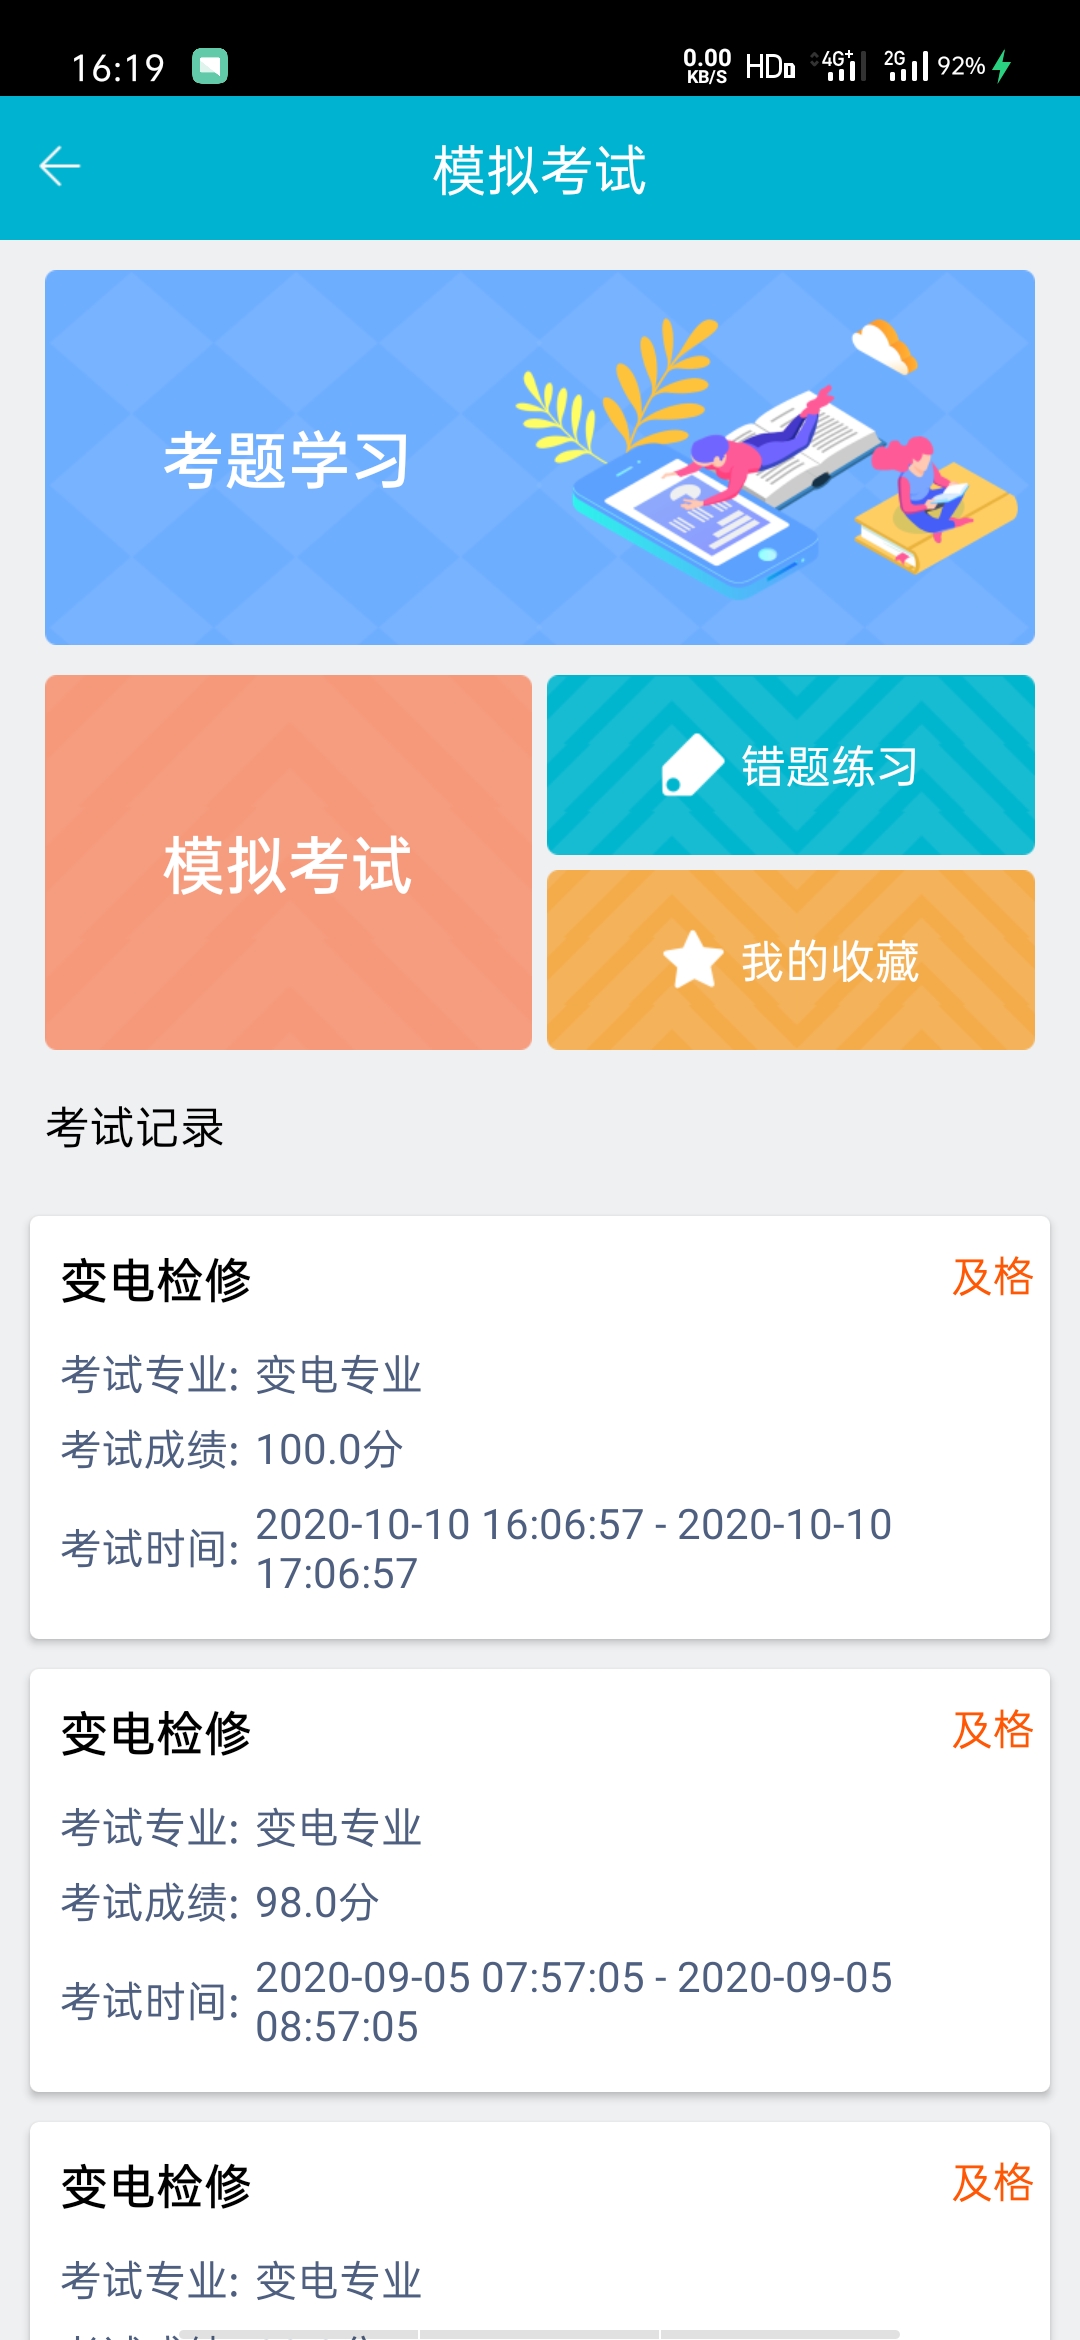 16:19
0.00 KB/S HD 4G+ 2G 92%
模拟考试
考题学习
模拟考试
错题练习
我的收藏
考试记录
变电检修 及格
考试专业: 变电专业
考试成绩: 100.0分
考试时间: 2020-10-10 16:06:57 - 2020-10-10
17:06:57
变电检修 及格
考试专业: 变电专业
考试成绩: 98.0分
考试时间: 2020-09-05 07:57:05 - 2020-09-05
08:57:05
变电检修 及格
考试专业: 变电专业